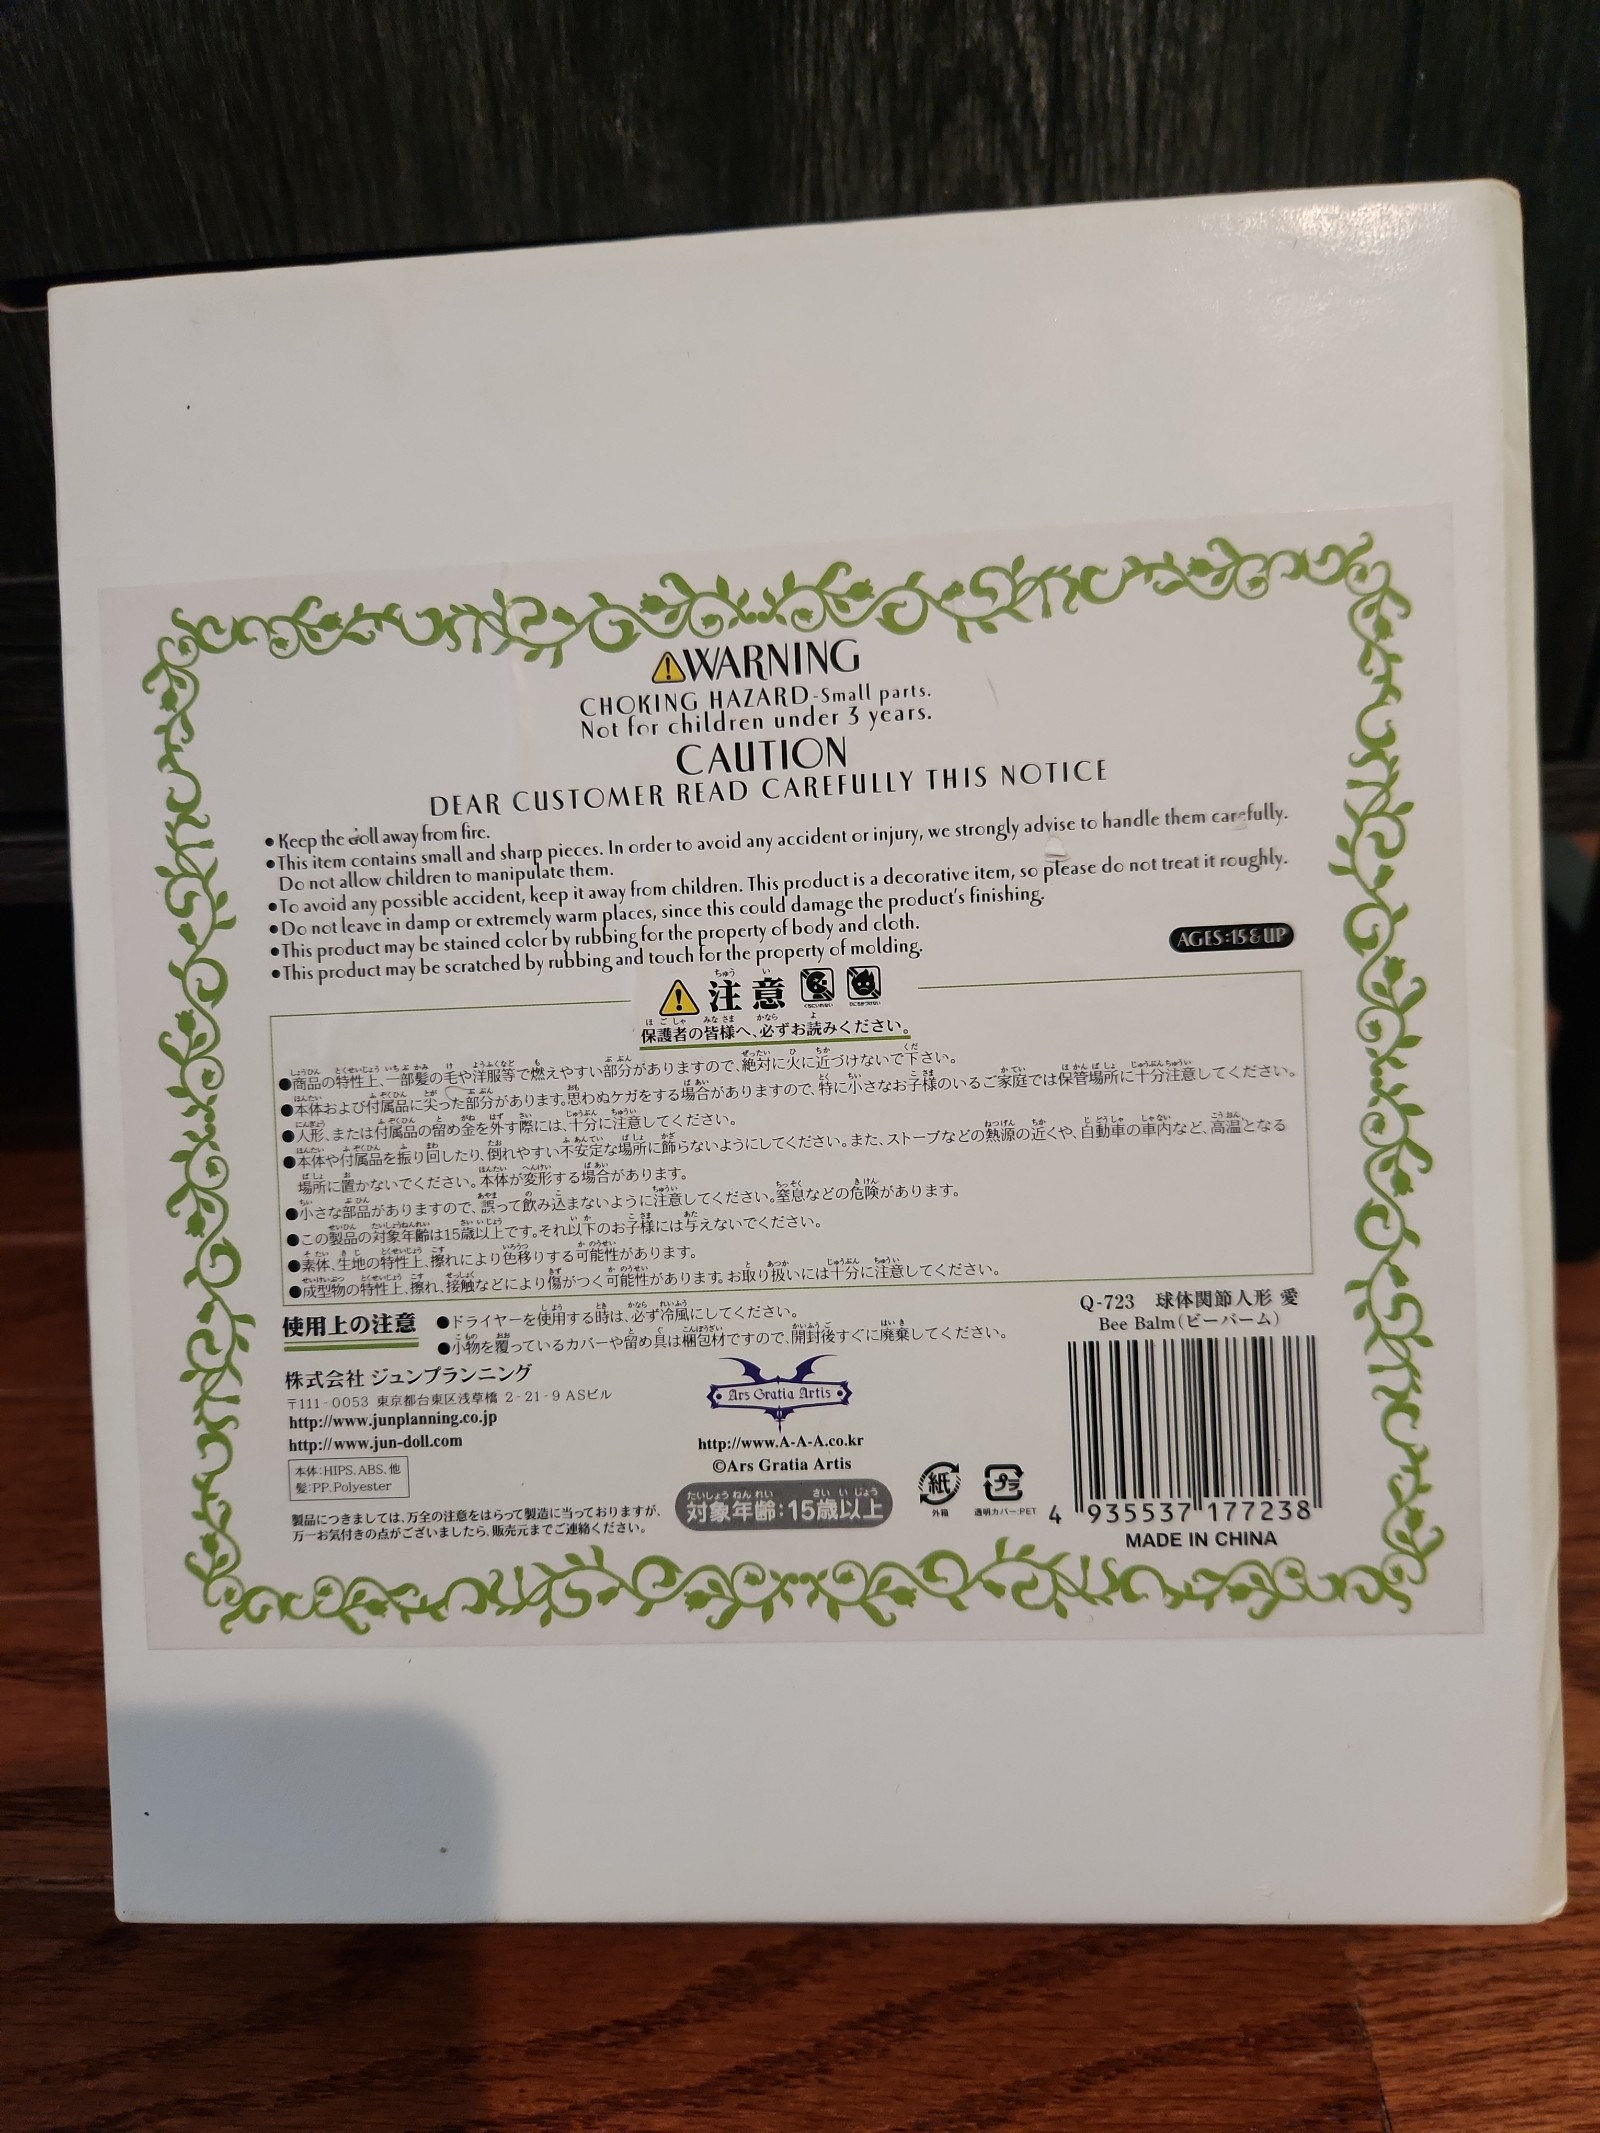 ⚠WARNING
CHOKING HAZARD-Small parts.
Not for children under 3 years.
CAUTION
DEAR CUSTOMER READ CAREFULLY THIS NOTICE
●Keep the doll away from fire.
●This item contains small and sharp pieces. In order to avoid any accident or injury, we strongly advise to handle them carefully.
Do not allow children to manipulate them.
●To avoid any possible accident, keep it away from children. This product is a decorative item, so please do not treat it roughly.
●Do not leave in damp or extremely warm places, since this could damage the product's finishing.
●This product may be stained color by rubbing for the property of body and cloth.
●This product may be scratched by rubbing and touch for the property of molding.
AGES:15&UP
⚠注意
保護者の皆様へ、必ずお読みください。
●商品の特性上、一部髪の毛や洋服等で燃えやすい部分がありますので、絶対に火に近づけないで下さい。
●本体および付属品に尖った部分があります。思わぬケガをする場合がありますので、特に小さなお子様のいるご家庭では保管場所に十分注意してください。
●人形、または付属品の留め金を外す際には、十分に注意してください。
●本体や付属品を振り回したり、倒れやすい不安定な場所に飾らないようにしてください。また、ストーブなどの熱源の近くや、自動車の車内など、高温となる
場所に置かないでください。本体が変形する場合があります。
●小さな部品がありますので、誤って飲み込まないように注意してください。窒息などの危険があります。
●この製品の対象年齢は15歳以上です。それ以下のお子様には与えないでください。
●素体、生地の特性上、擦れにより色移りする可能性があります。
●成型物の特性上、擦れ、接触などにより傷がつく可能性があります。お取り扱いには十分に注意してください。
使用上の注意
●ドライヤーを使用する時は、必ず冷風にしてください。
●小物を覆っているカバーや留め具は梱包材ですので、開封後すぐに廃棄してください。
Q-723 球体関節人形 愛
Bee Balm(ビーバーム)
株式会社 ジュンプランニング
〒111-0053 東京都台東区浅草橋 2-21-9 ASビル
http://www.junplanning.co.jp
http://www.jun-doll.com
本体:HIPS.ABS.他
髪:PP.Polyester
製品につきましては、万全の注意をはらって製造に当っておりますが、
万一お気付きの点がございましたら、販売元までご連絡ください。
Ars Gratia Artis
http://www.A-A-A.co.kr
©Ars Gratia Artis
対象年齢:15歳以上
紙
外箱
プラ
透明カバー:PET
4 935537 177238
MADE IN CHINA